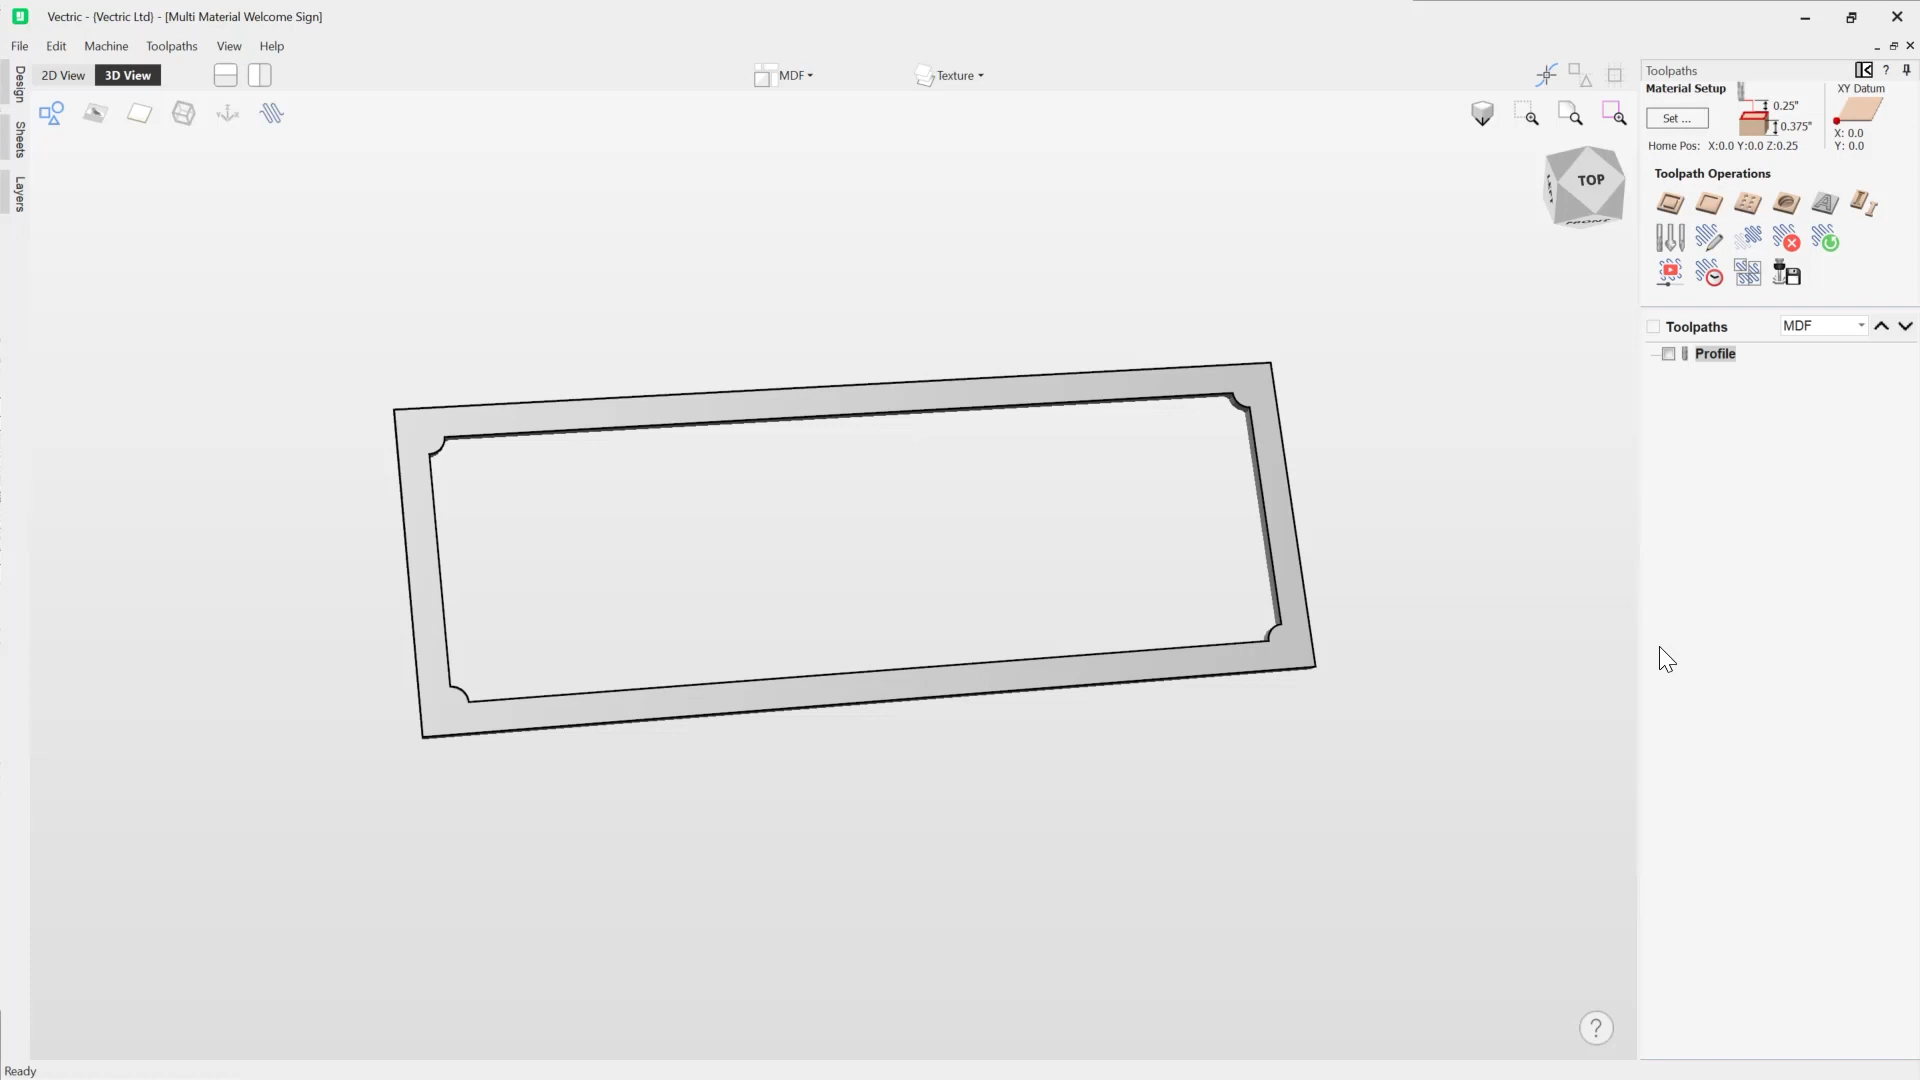 Vectric - {Vectric Ltd} - [Multi Material Welcome Sign]
File Edit Machine Toolpaths View Help
2D View 3D View MDF Texture
Design
Sheets
Layers
TOP
LEFT
FRONT
Toolpaths ?
Material Setup XY Datum
Set ...
0.25"
0.375"
X: 0.0
Y: 0.0
Home Pos: X:0.0 Y:0.0 Z:0.25
Toolpath Operations
Toolpaths MDF
Profile
?
Ready